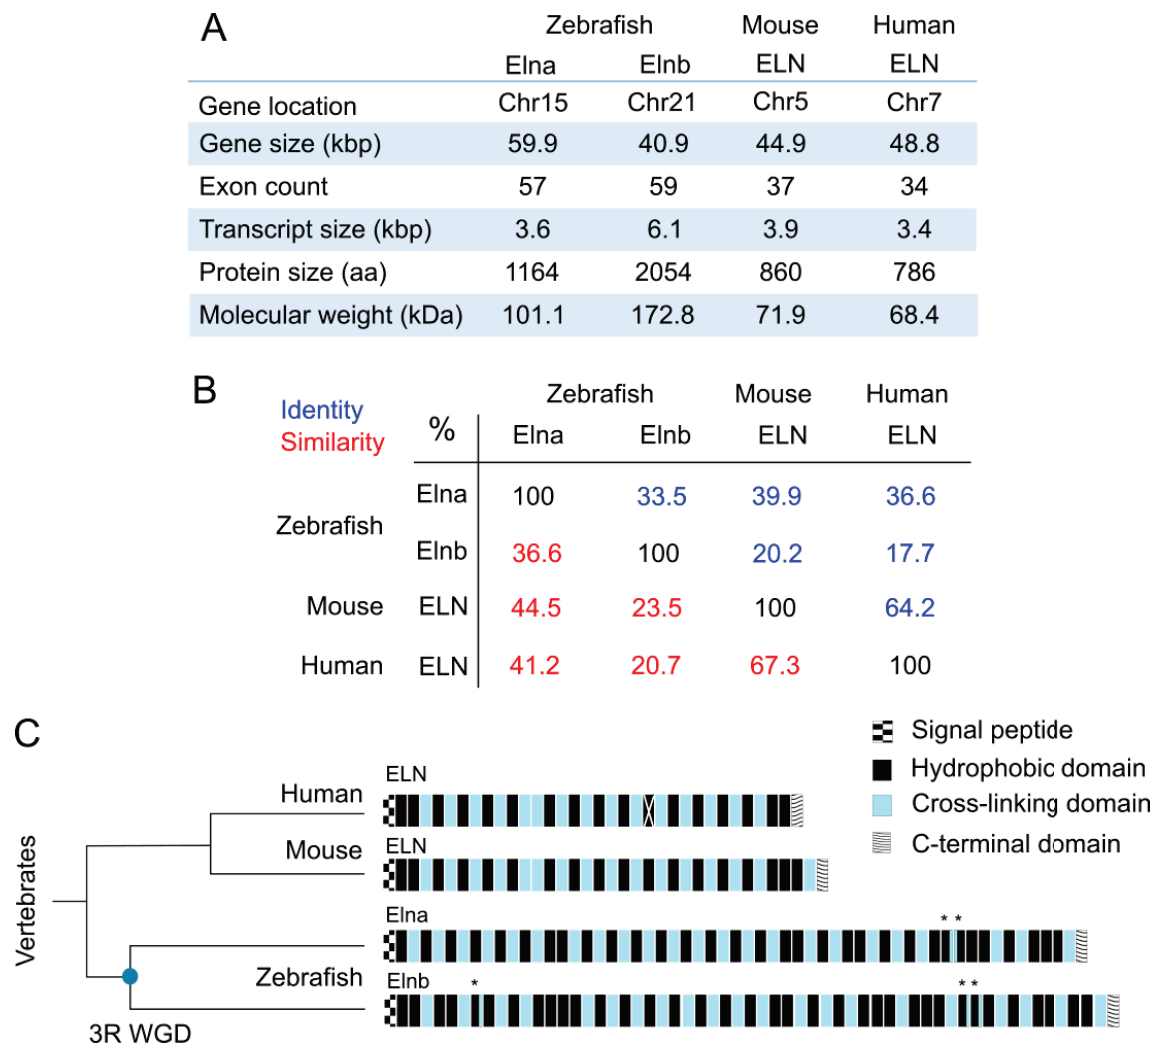 A
Zebrafish Mouse Human
Elna Elnb ELN ELN
Gene location Chr15 Chr21 Chr5 Chr7
Gene size (kbp) 59.9 40.9 44.9 48.8
Exon count 57 59 37 34
Transcript size (kbp) 3.6 6.1 3.9 3.4
Protein size (aa) 1164 2054 860 786
Molecular weight (kDa) 101.1 172.8 71.9 68.4
B
Zebrafish Mouse Human
Identity
Similarity
% Elna Elnb ELN ELN
Zebrafish
Elna 100 33.5 39.9 36.6
Elnb 36.6 100 20.2 17.7
Mouse ELN 44.5 23.5 100 64.2
Human ELN 41.2 20.7 67.3 100
C
Signal peptide
Hydrophobic domain
Cross-linking domain
C-terminal domain
Vertebrates
Human ELN
Mouse ELN
Zebrafish
Elna
* *
Elnb
* * *
3R WGD